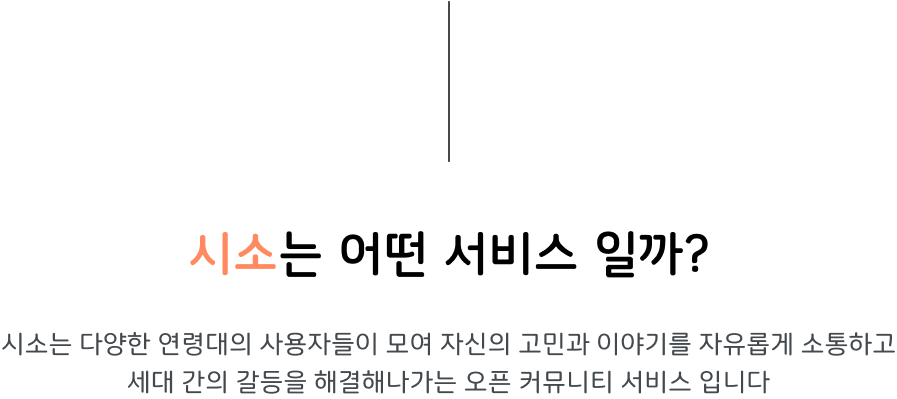 시소는 어떤 서비스 일까?
시소는 다양한 연령대의 사용자들이 모여 자신의 고민과 이야기를 자유롭게 소통하고
세대 간의 갈등을 해결해나가는 오픈 커뮤니티 서비스 입니다